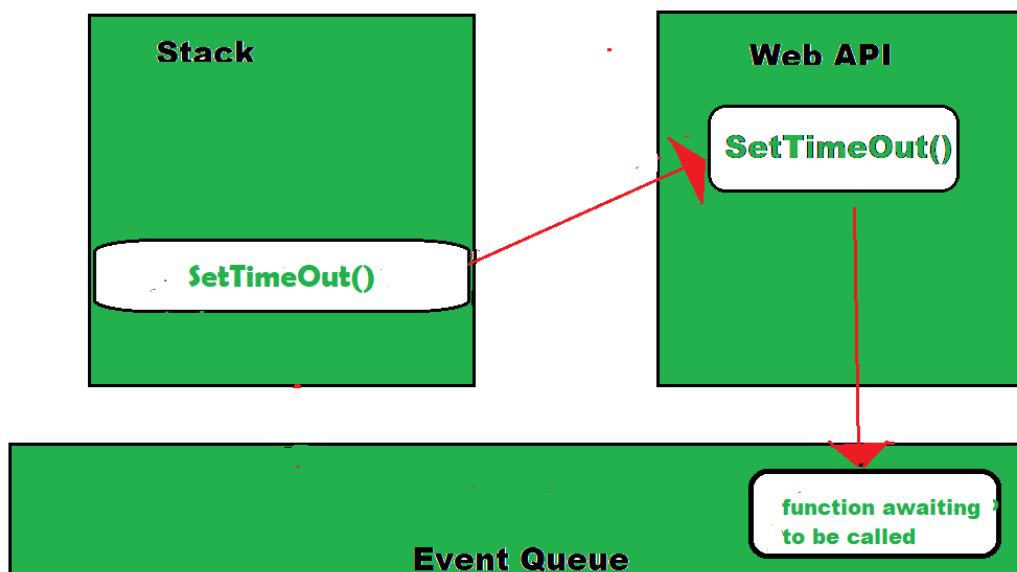 Stack
Web API
SetTimeOut()
SetTimeOut()
function awaiting
to be called
Event Queue